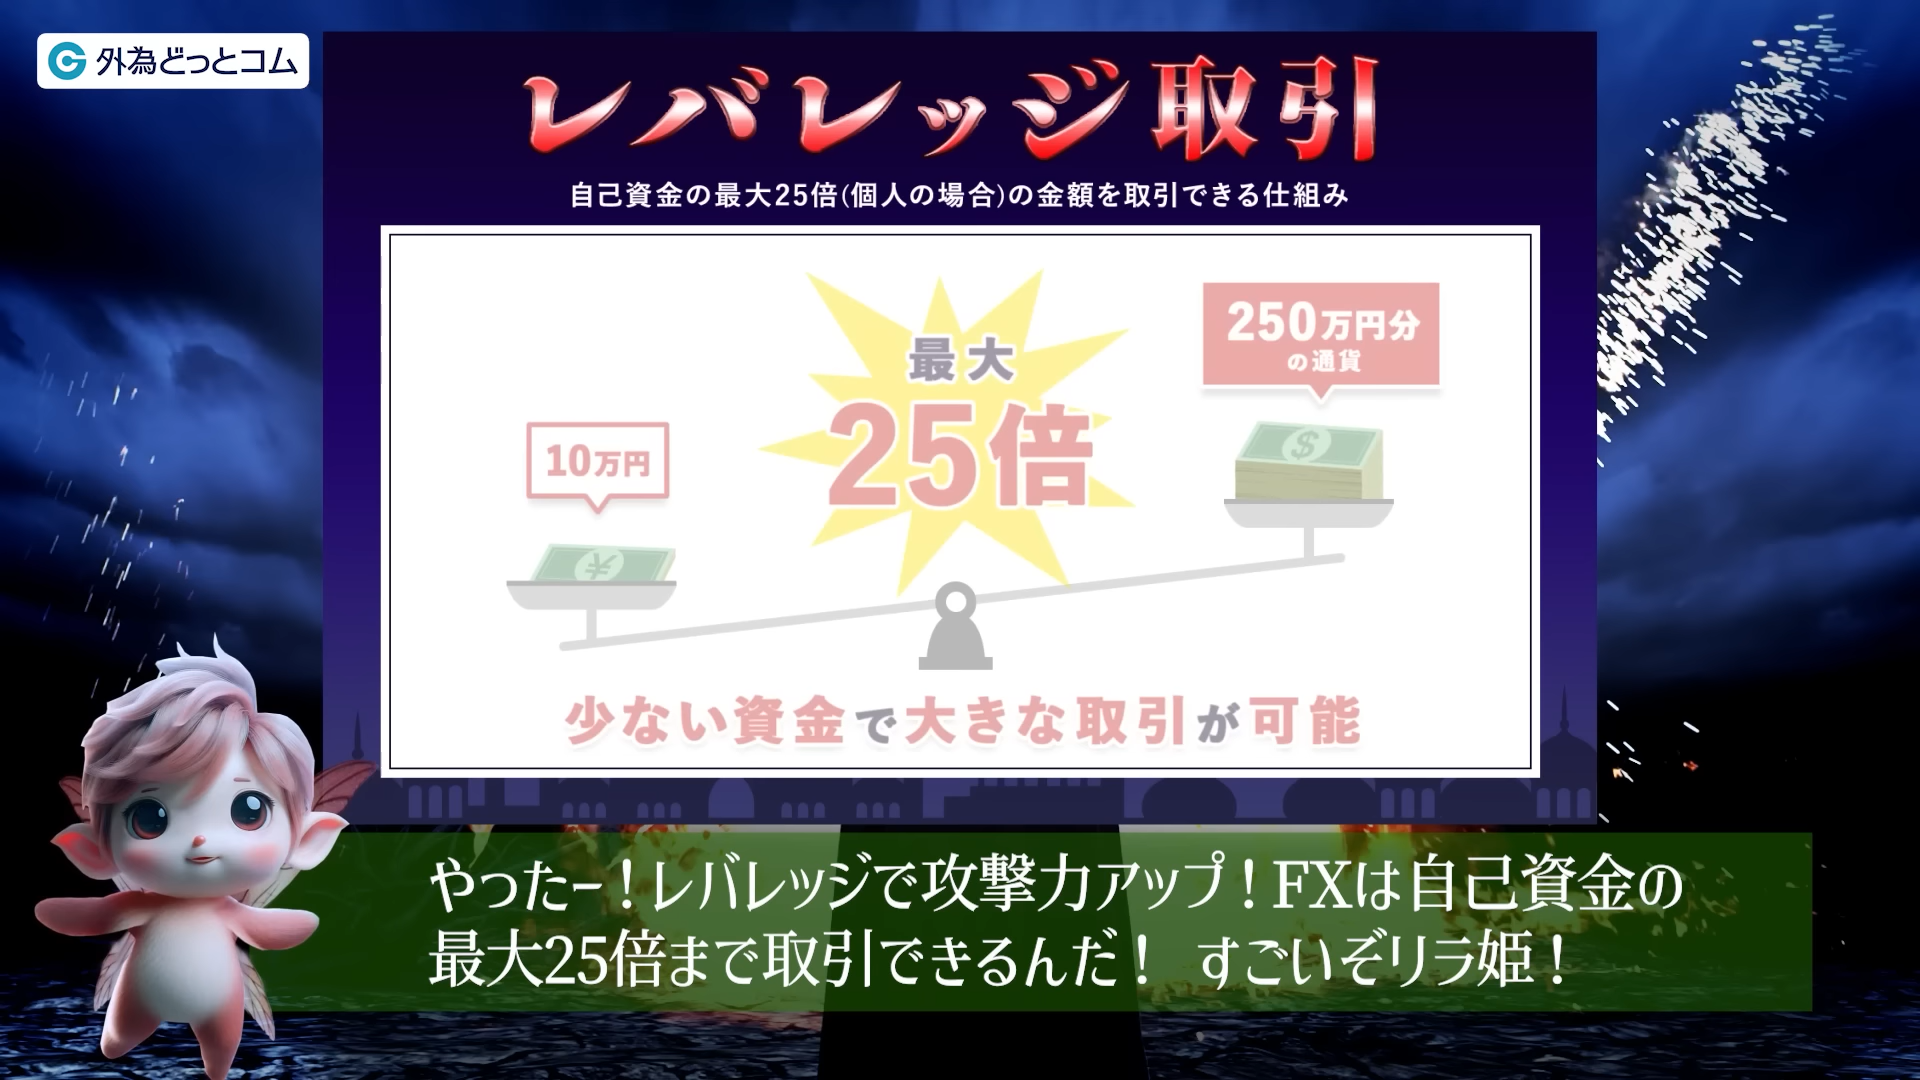 外為どっとコム
レバレッジ取引
自己資金の最大25倍(個人の場合)の金額を取引できる仕組み
最大
25倍
250万円分
の通貨
$
10万円
¥
少ない資金で大きな取引が可能
やったー！レバレッジで攻撃力アップ！FXは自己資金の
最大25倍まで取引できるんだ！ すごいぞリラ姫！